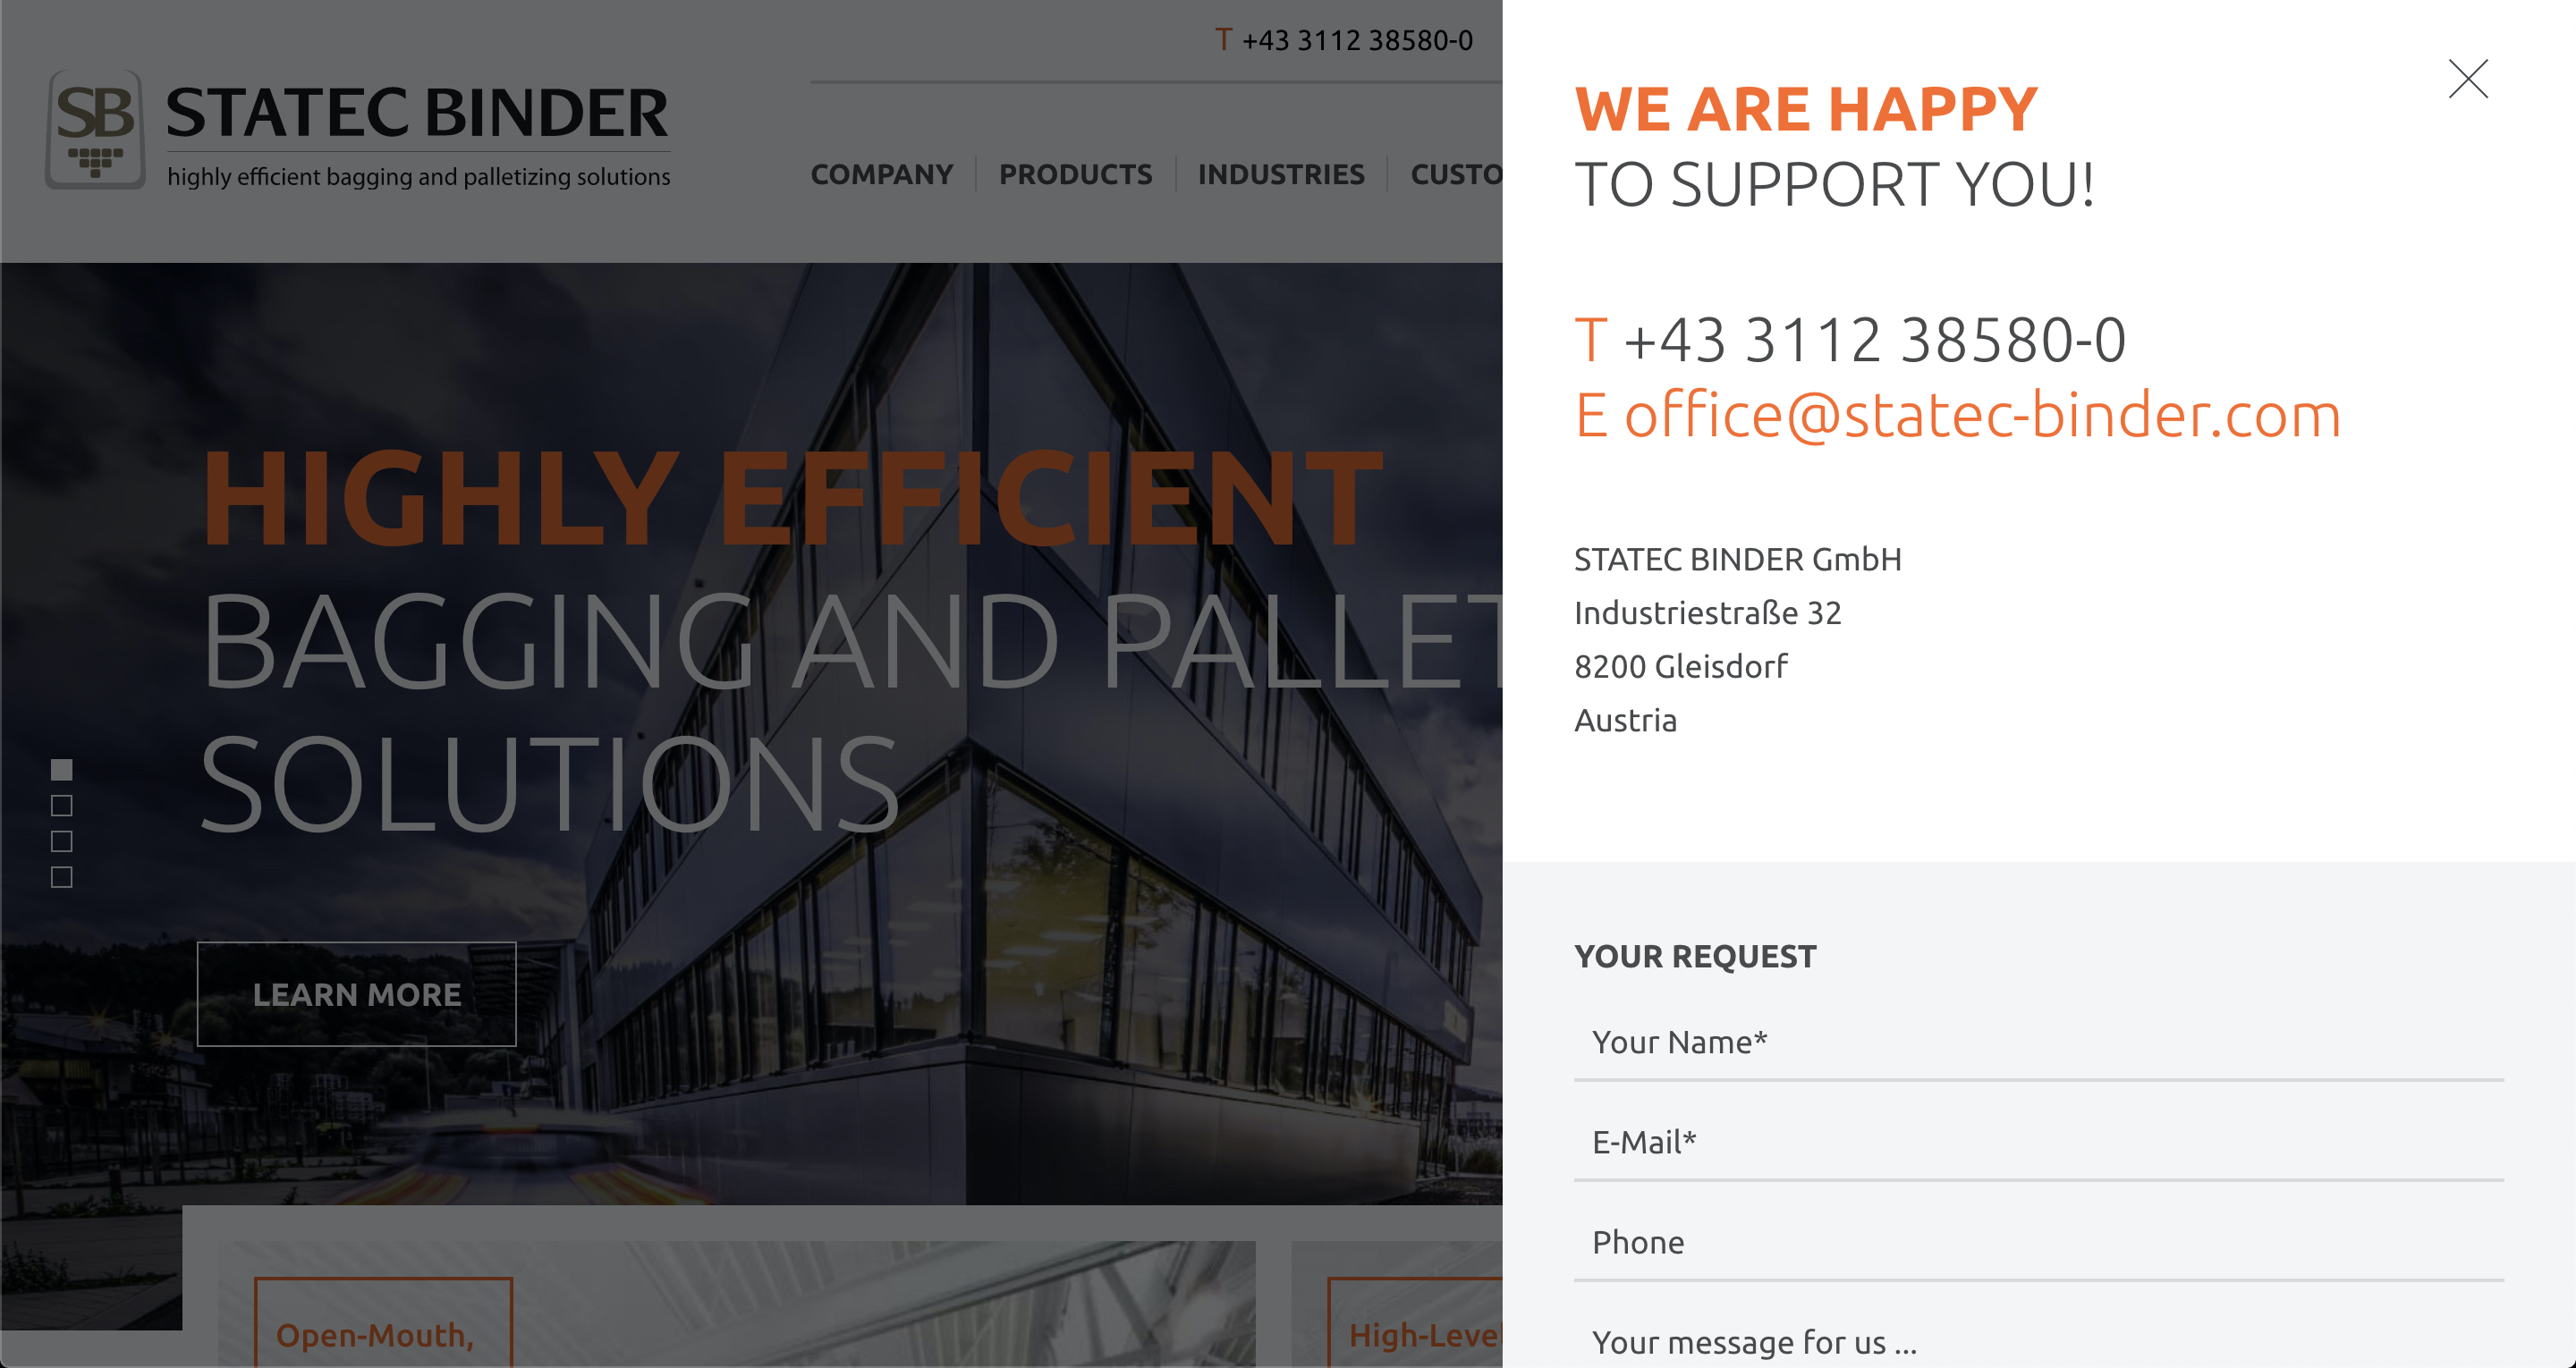 T +43 3112 38580-0
SB STATEC BINDER
highly efficient bagging and palletizing solutions
COMPANY
PRODUCTS
INDUSTRIES
CUSTO
HIGHLY EFFICIENT
BAGGING AND PALLET
SOLUTIONS
LEARN MORE
Open-Mouth,
High-Level
WE ARE HAPPY
TO SUPPORT YOU!
T +43 3112 38580-0
E office@statec-binder.com
STATEC BINDER GmbH
Industriestraße 32
8200 Gleisdorf
Austria
YOUR REQUEST
Your Name*
E-Mail*
Phone
Your message for us ...